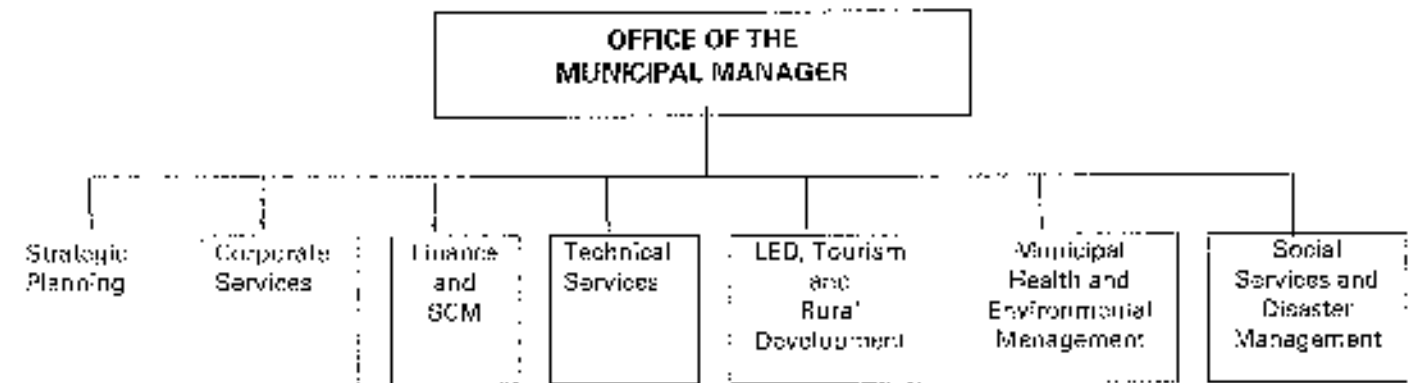 OFFICE OF THE
MUNICIPAL MANAGER
Strategic
Planning
Corporate
Services
Finance
and
SCM
Technical
Services
LED, Tourism
and
Rural
Development
Municipal
Health and
Environmental
Management
Social
Services and
Disaster
Management